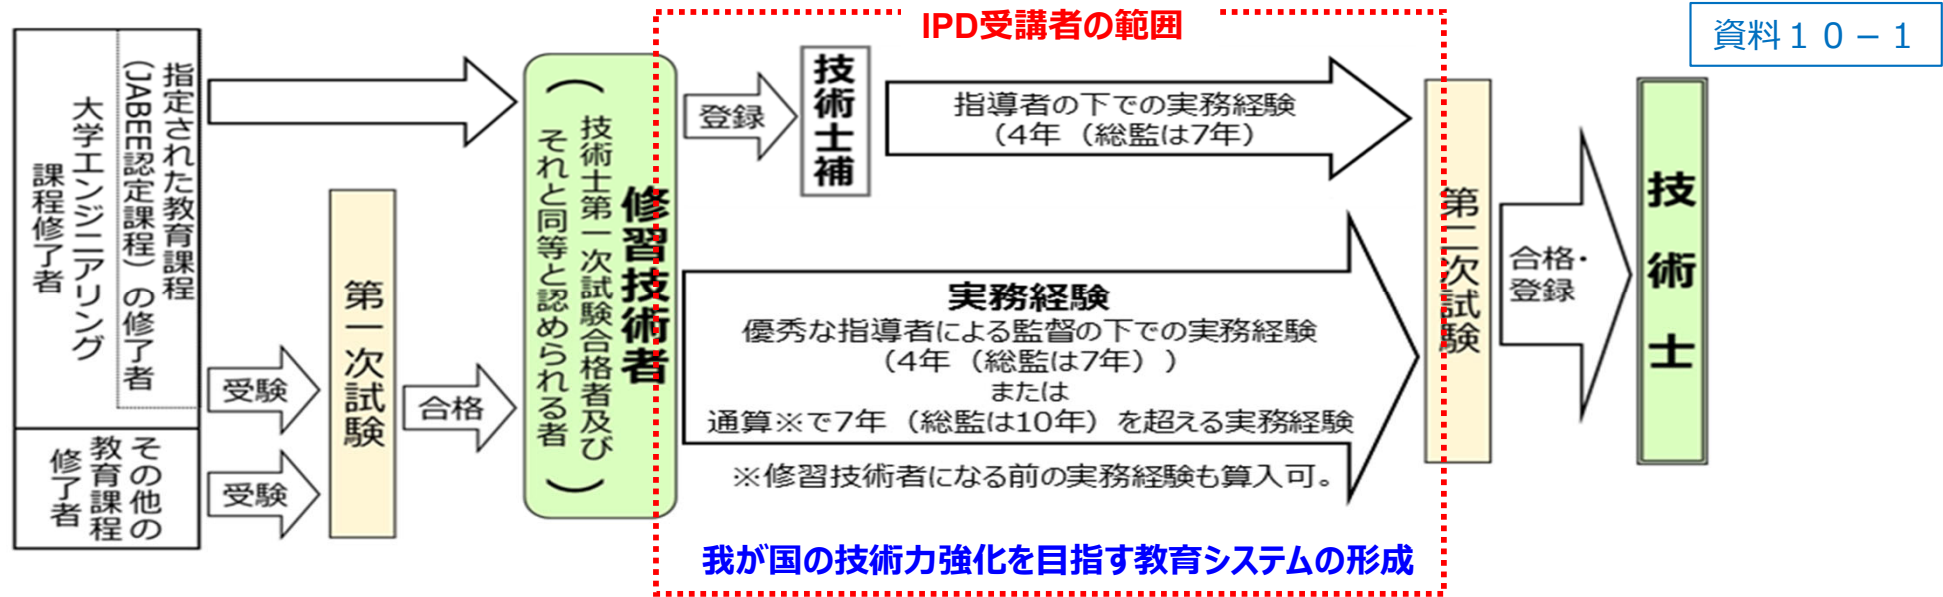 IPD受講者の範囲
資料１０－１
指定された教育課程
（JABEE認定課程）の修了者
大学エンジニアリング
課程修了者
その他の
教育課程
修了者
受験
受験
第一次試験
合格
修習技術者
（技術士第一次試験合格者及び
それと同等と認められる者）
登録
技術士補
指導者の下での実務経験
（4年（総監は7年）
実務経験
優秀な指導者による監督の下での実務経験
（4年（総監は7年））
または
通算※で7年（総監は10年）を超える実務経験
※修習技術者になる前の実務経験も算入可。
第二次試験
合格・
登録
技術士
我が国の技術力強化を目指す教育システムの形成